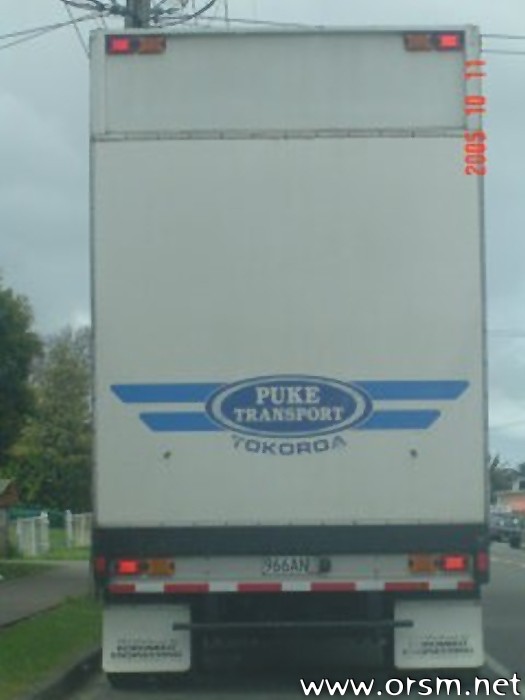 2005 10 11
PUKE
TRANSPORT
TOKOROA
966AN
www.orsm.net